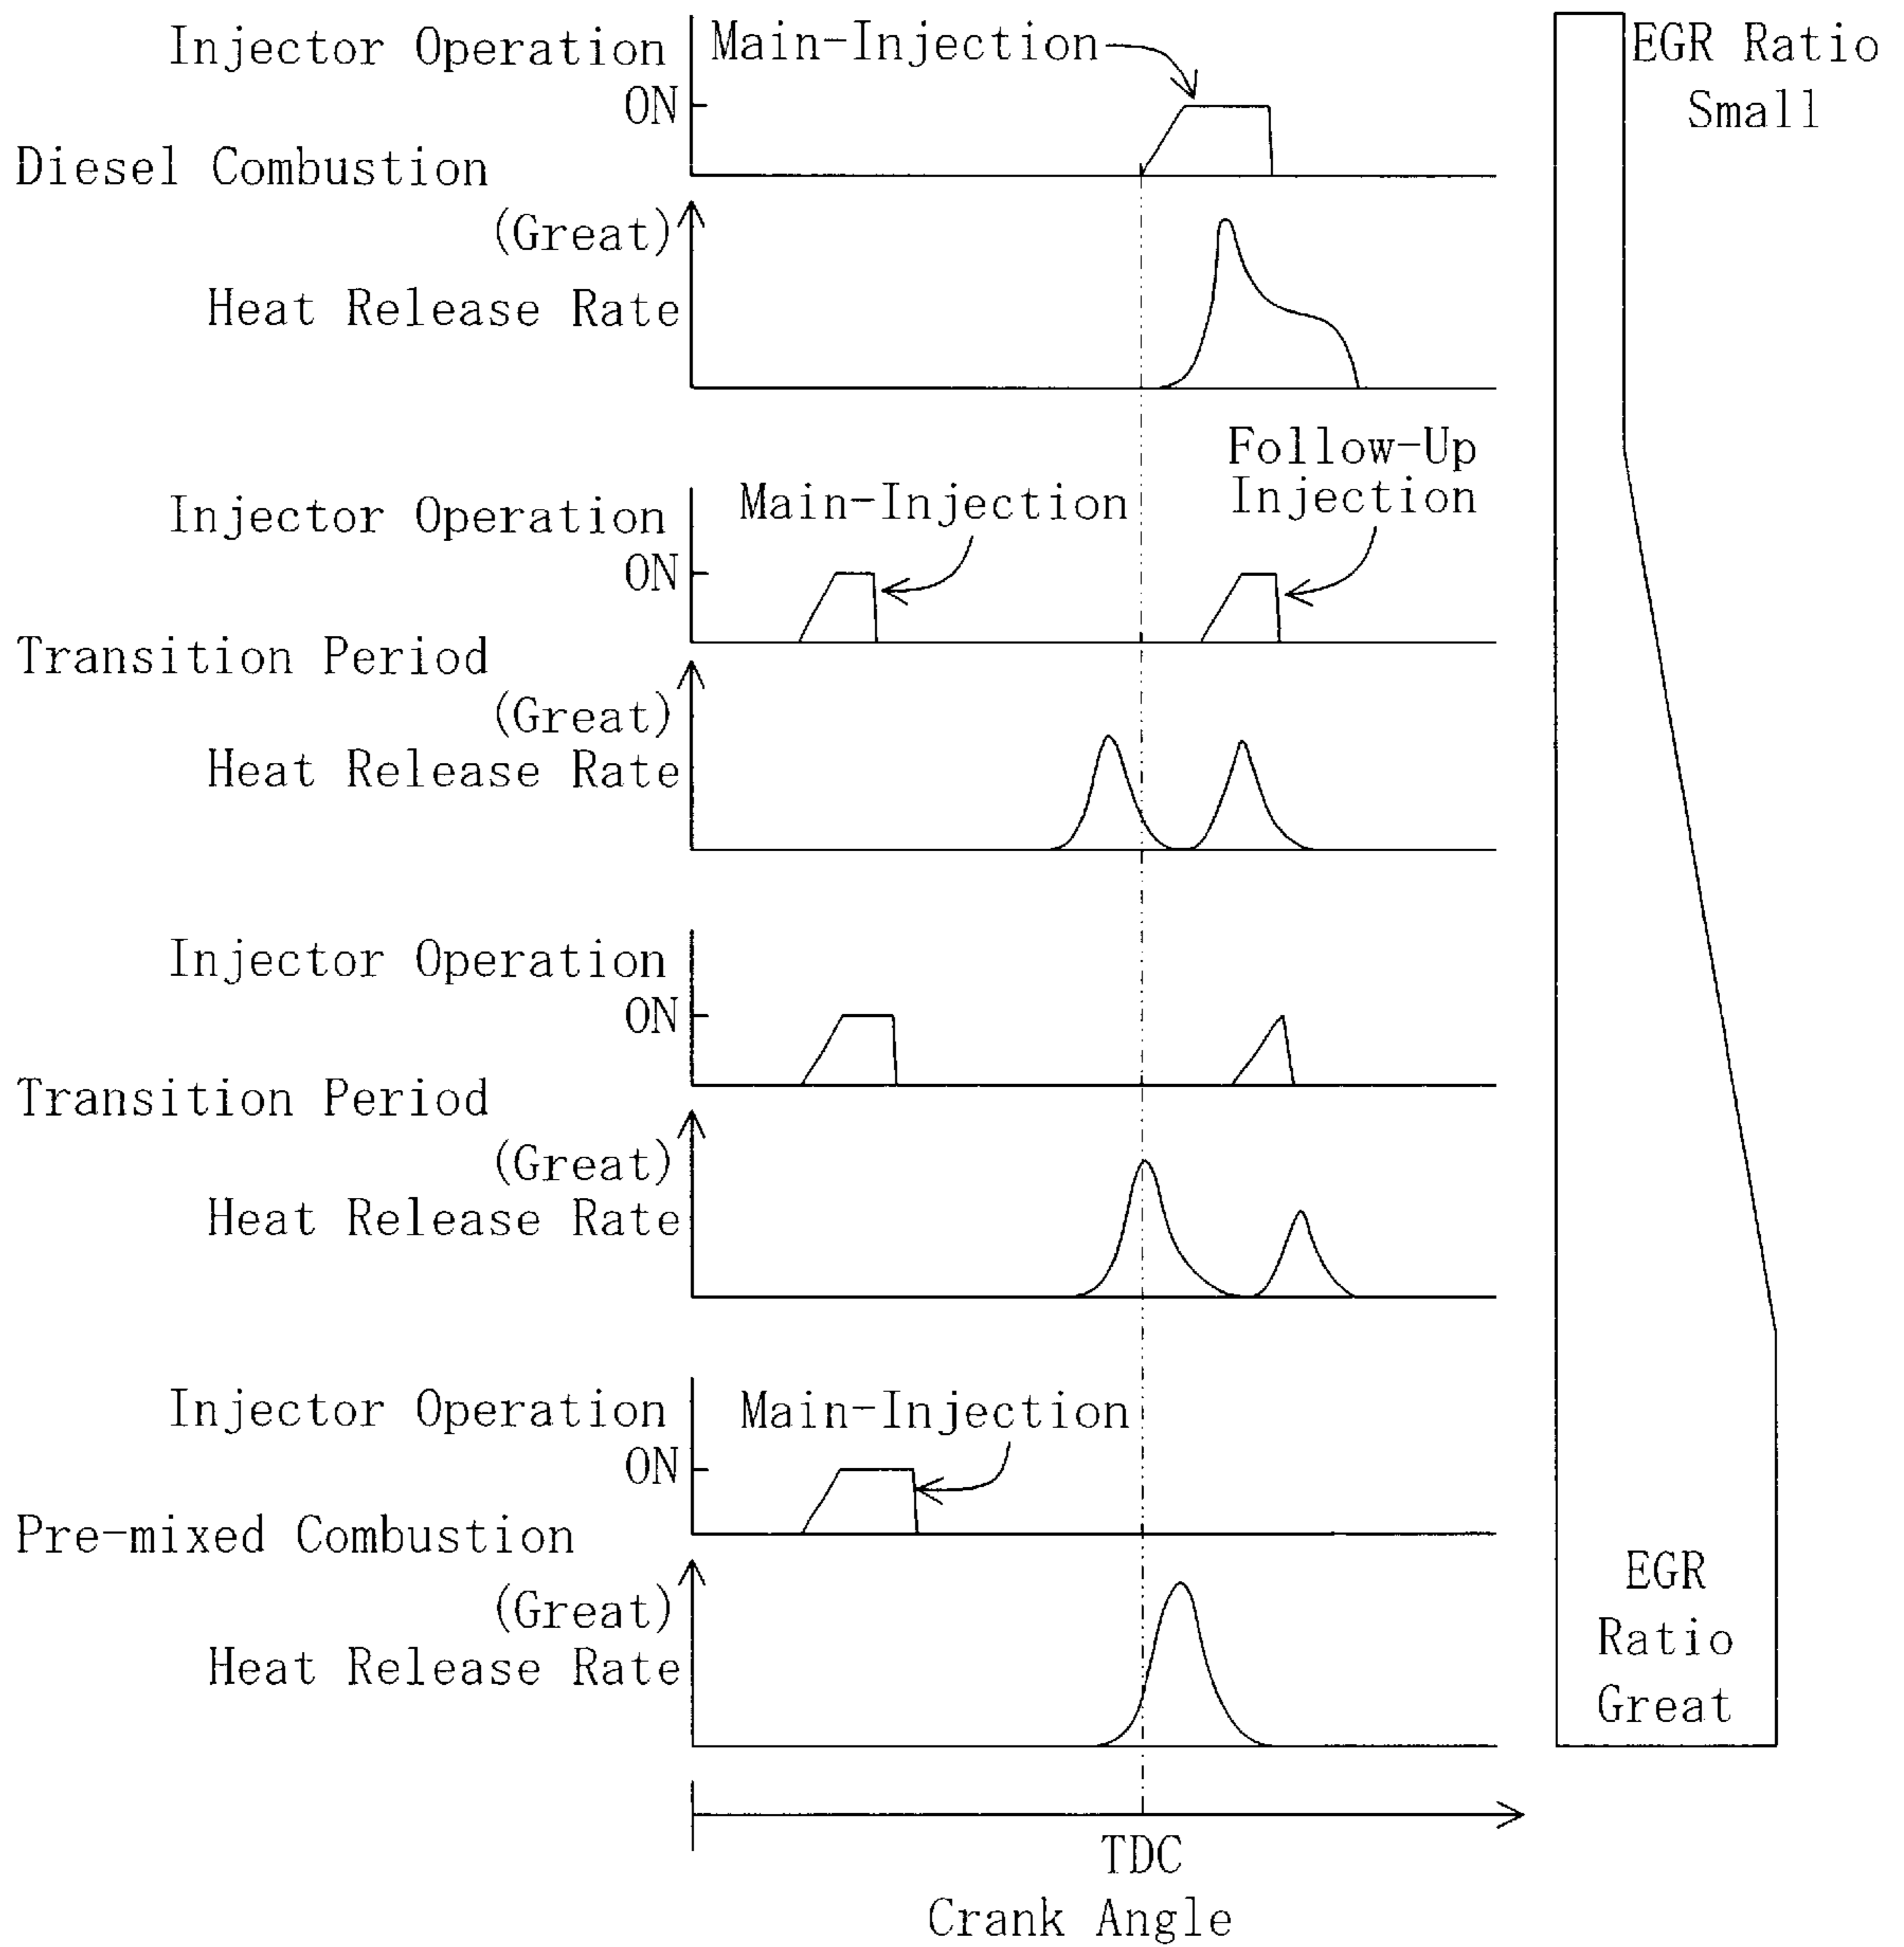 Injector Operation
Main-Injection
EGR Ratio
Small
ON
Diesel Combustion
(Great)
Heat Release Rate
Follow-Up
Injection
Injector Operation
Main-Injection
ON
Transition Period
(Great)
Heat Release Rate
Injector Operation
ON
Transition Period
(Great)
Heat Release Rate
Injector Operation
Main-Injection
ON
Pre-mixed Combustion
(Great)
Heat Release Rate
EGR
Ratio
Great
TDC
Crank Angle